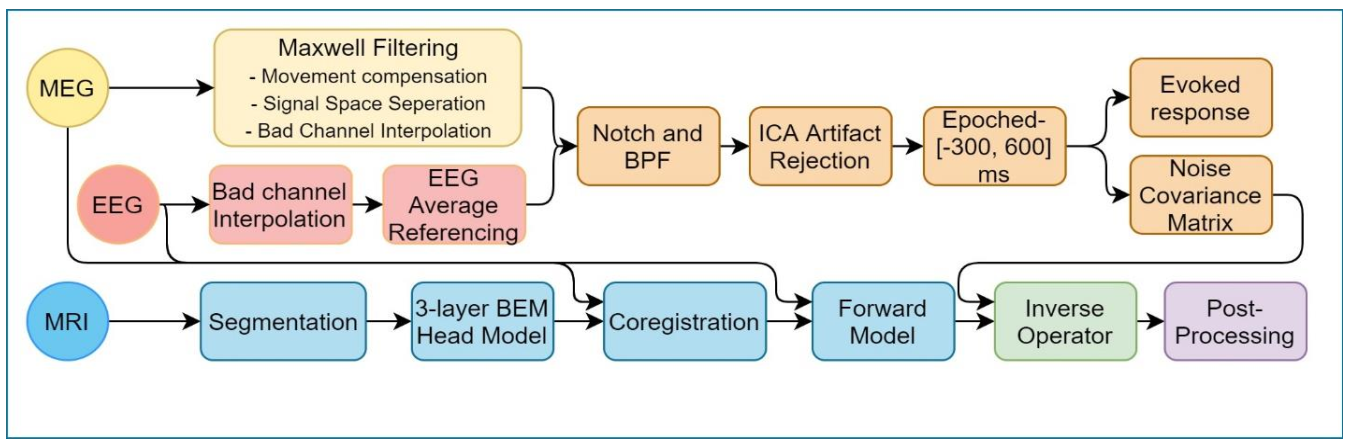 MEG
Maxwell Filtering
- Movement compensation
- Signal Space Seperation
- Bad Channel Interpolation
EEG
Bad channel
Interpolation
EEG
Average
Referencing
Notch and
BPF
ICA Artifact
Rejection
Epoched-
[-300, 600]
ms
Evoked
response
Noise
Covariance
Matrix
MRI
Segmentation
3-layer BEM
Head Model
Coregistration
Forward
Model
Inverse
Operator
Post-
Processing